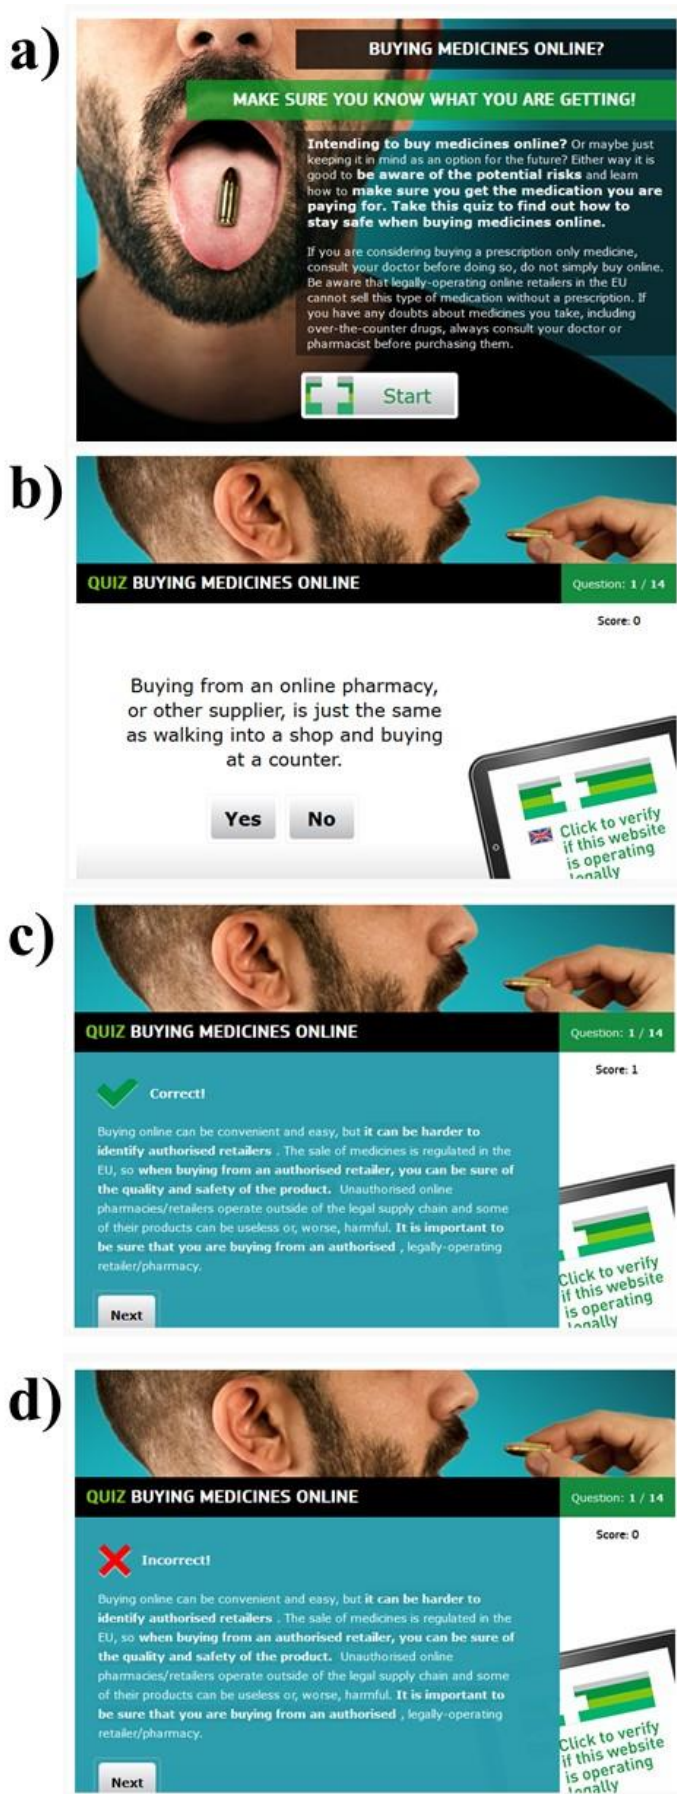 a)
BUYING MEDICINES ONLINE?
MAKE SURE YOU KNOW WHAT YOU ARE GETTING!
Intending to buy medicines online? Or maybe just
keeping it in mind as an option for the future? Either way it is
good to be aware of the potential risks and learn
how to make sure you get the medication you are
paying for. Take this quiz to find out how to
stay safe when buying medicines online.
If you are considering buying a prescription only medicine,
consult your doctor before doing so, do not simply buy online.
Be aware that legally-operating online retailers in the EU
cannot sell this type of medication without a prescription. If
you have any doubts about medicines you take, including
over-the-counter drugs, always consult your doctor or
pharmacist before purchasing them.
Start
b)
QUIZ BUYING MEDICINES ONLINE
Question: 1 / 14
Score: 0
Buying from an online pharmacy,
or other supplier, is just the same
as walking into a shop and buying
at a counter.
Yes No
Click to verify
if this website
is operating
legally
c)
QUIZ BUYING MEDICINES ONLINE
Question: 1 / 14
Score: 1
Correct!
Buying online can be convenient and easy, but it can be harder to
identify authorised retailers . The sale of medicines is regulated in the
EU, so when buying from an authorised retailer, you can be sure of
the quality and safety of the product. Unauthorised online
pharmacies/retailers operate outside of the legal supply chain and some
of their products can be useless or, worse, harmful. It is important to
be sure that you are buying from an authorised , legally-operating
retailer/pharmacy.
Next
Click to verify
if this website
is operating
legally
d)
QUIZ BUYING MEDICINES ONLINE
Question: 1 / 14
Score: 0
Incorrect!
Buying online can be convenient and easy, but it can be harder to
identify authorised retailers . The sale of medicines is regulated in the
EU, so when buying from an authorised retailer, you can be sure of
the quality and safety of the product. Unauthorised online
pharmacies/retailers operate outside of the legal supply chain and some
of their products can be useless or, worse, harmful. It is important to
be sure that you are buying from an authorised , legally-operating
retailer/pharmacy.
Next
Click to verify
if this website
is operating
legally